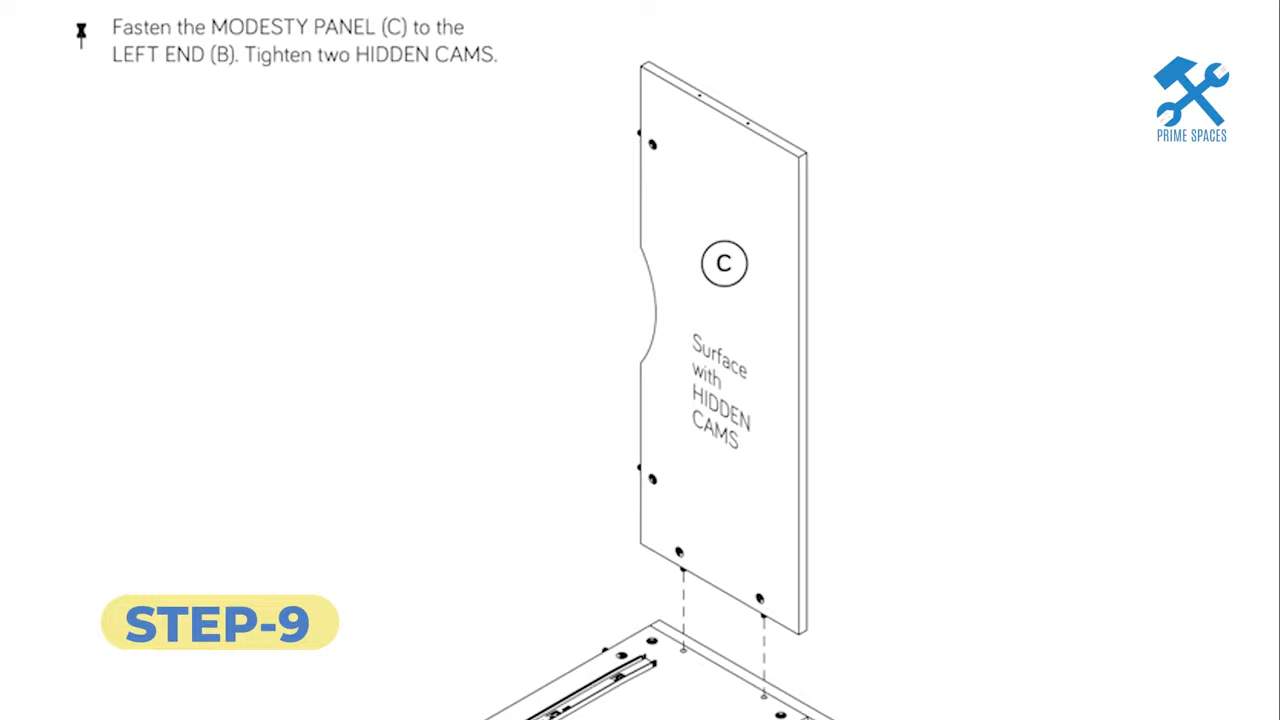 Fasten the MODESTY PANEL (C) to the
LEFT END (B). Tighten two HIDDEN CAMS.
PRIME SPACES
C
Surface
with
HIDDEN
CAMS
STEP-9